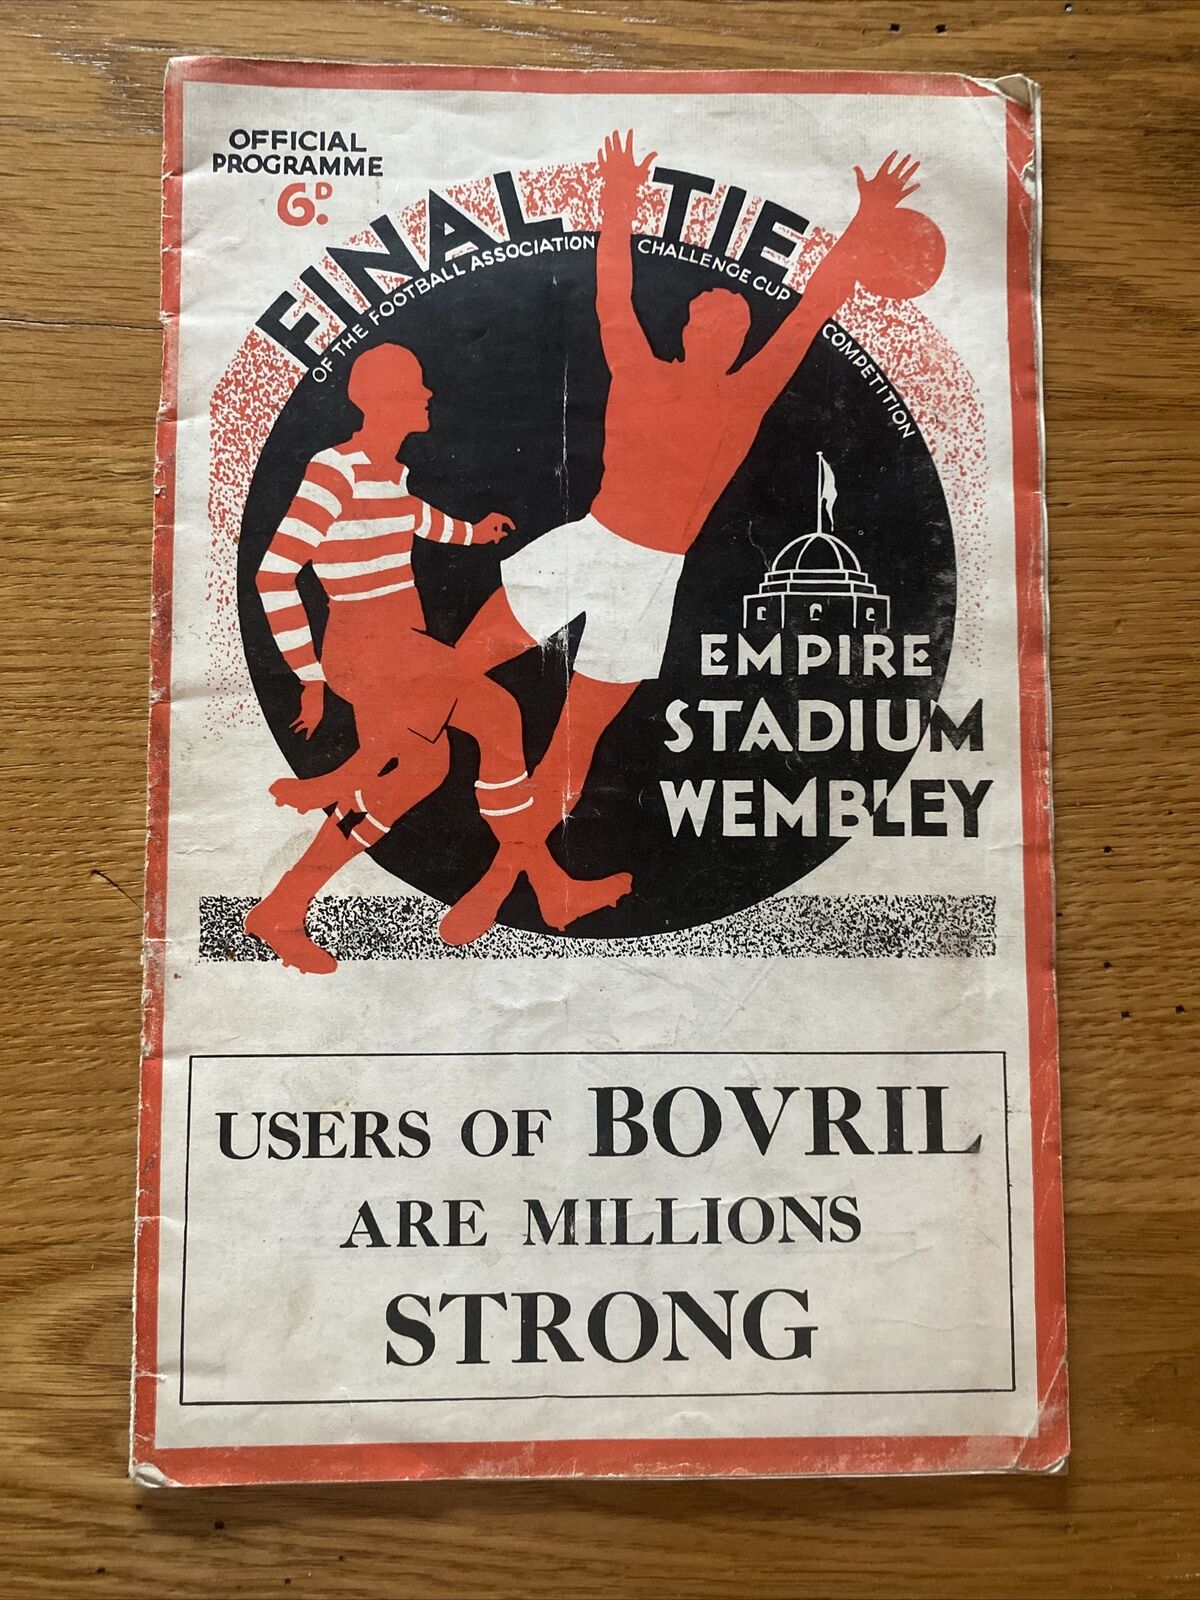 OFFICIAL
PROGRAMME
6D.
FINAL TIE
OF THE FOOTBALL ASSOCIATION CHALLENGE CUP COMPETITION
EMPIRE
STADIUM
WEMBLEY
USERS OF BOVRIL
ARE MILLIONS
STRONG